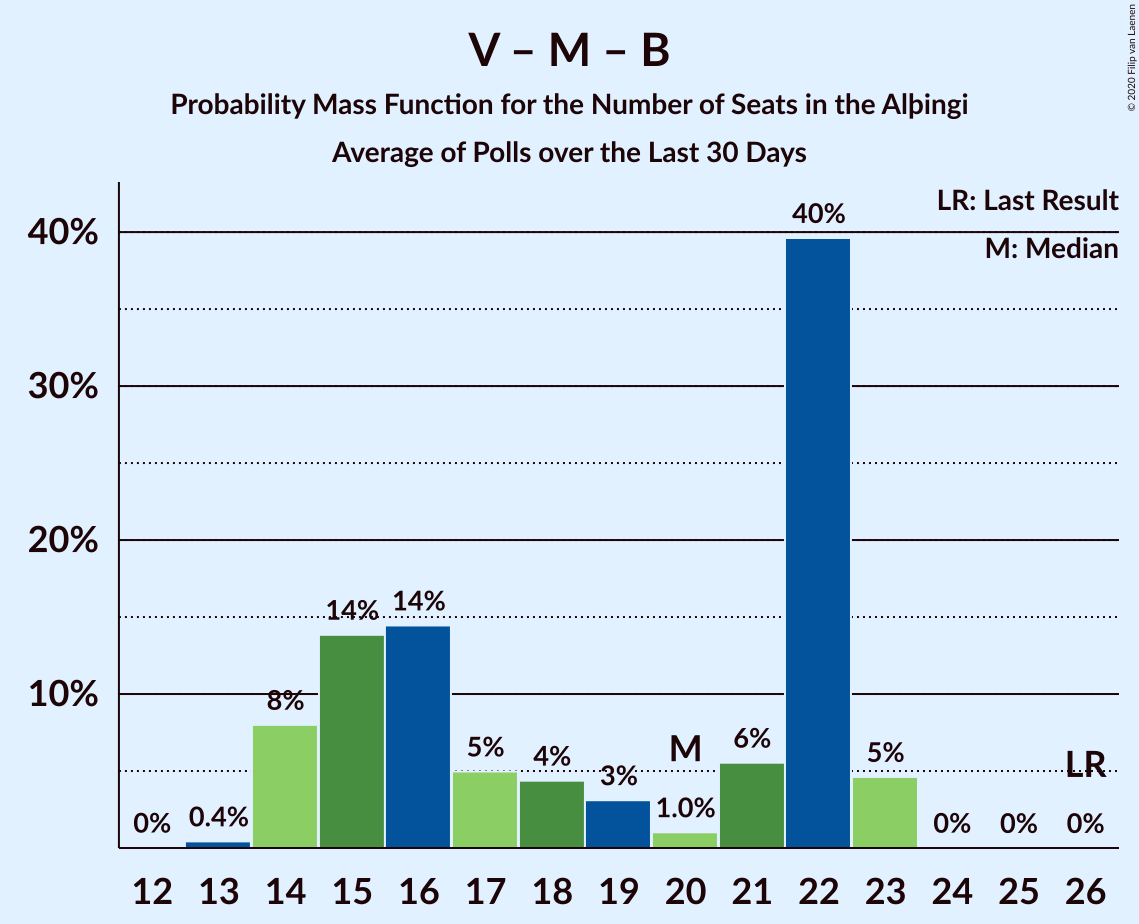 V – M – B
Probability Mass Function for the Number of Seats in the Alþingi
Average of Polls over the Last 30 Days
© 2020 Filip van Laenen
LR: Last Result
M: Median
40%
30%
20%
10%
0%
0.4%
8%
14%
14%
5%
4%
3%
M
1.0%
6%
40%
5%
0%
0%
LR
0%
12 13 14 15 16 17 18 19 20 21 22 23 24 25 26